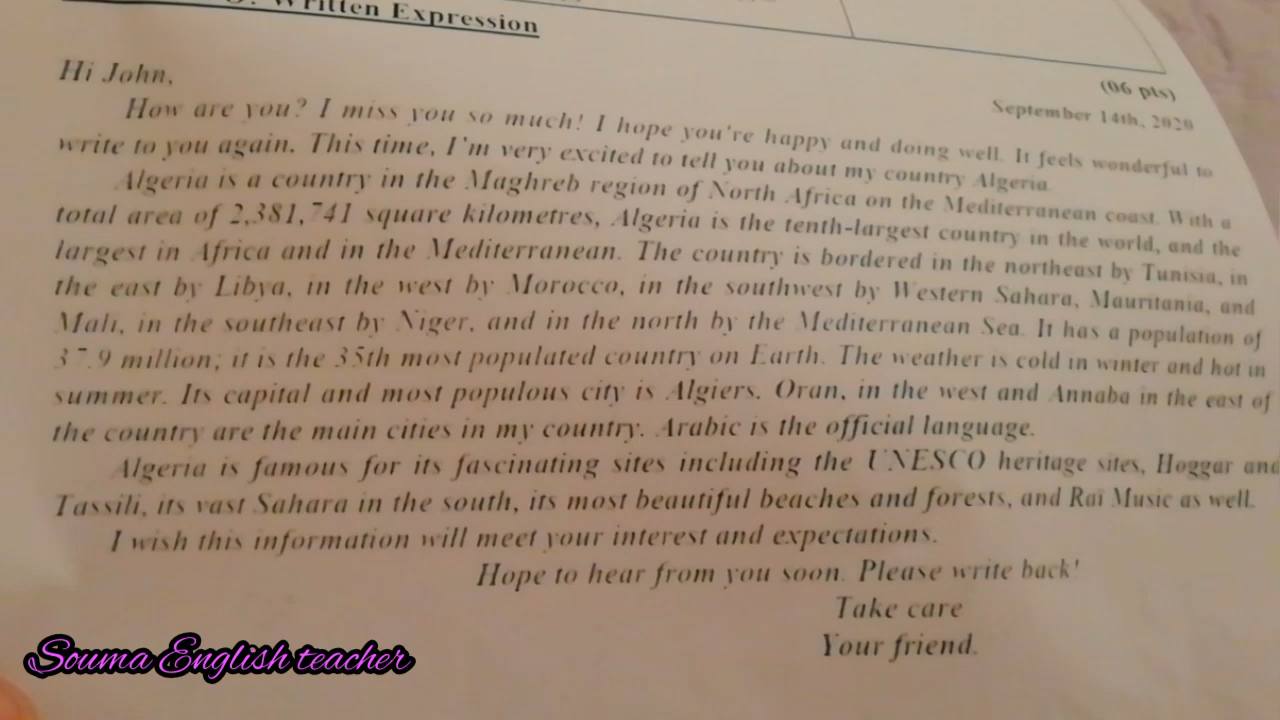 Written Expression
(06 pts)
Hi John,
September 14th, 2020
How are you? I miss you so much! I hope you're happy and doing well. It feels wonderful to
write to you again. This time, I'm very excited to tell you about my country Algeria.
Algeria is a country in the Maghreb region of North Africa on the Mediterranean coast. With a
total area of 2,381,741 square kilometres, Algeria is the tenth-largest country in the world, and the
largest in Africa and in the Mediterranean. The country is bordered in the northeast by Tunisia, in
the east by Libya, in the west by Morocco, in the southwest by Western Sahara, Mauritania, and
Mali, in the southeast by Niger, and in the north by the Mediterranean Sea. It has a population of
37.9 million; it is the 35th most populated country on Earth. The weather is cold in winter and hot in
summer. Its capital and most populous city is Algiers. Oran, in the west and Annaba in the east of
the country are the main cities in my country. Arabic is the official language.
Algeria is famous for its fascinating sites including the UNESCO heritage sites, Hoggar and
Tassili, its vast Sahara in the south, its most beautiful beaches and forests, and Raï Music as well.
I wish this information will meet your interest and expectations.
Hope to hear from you soon. Please write back!
Take care
Your friend.
Souma English teacher